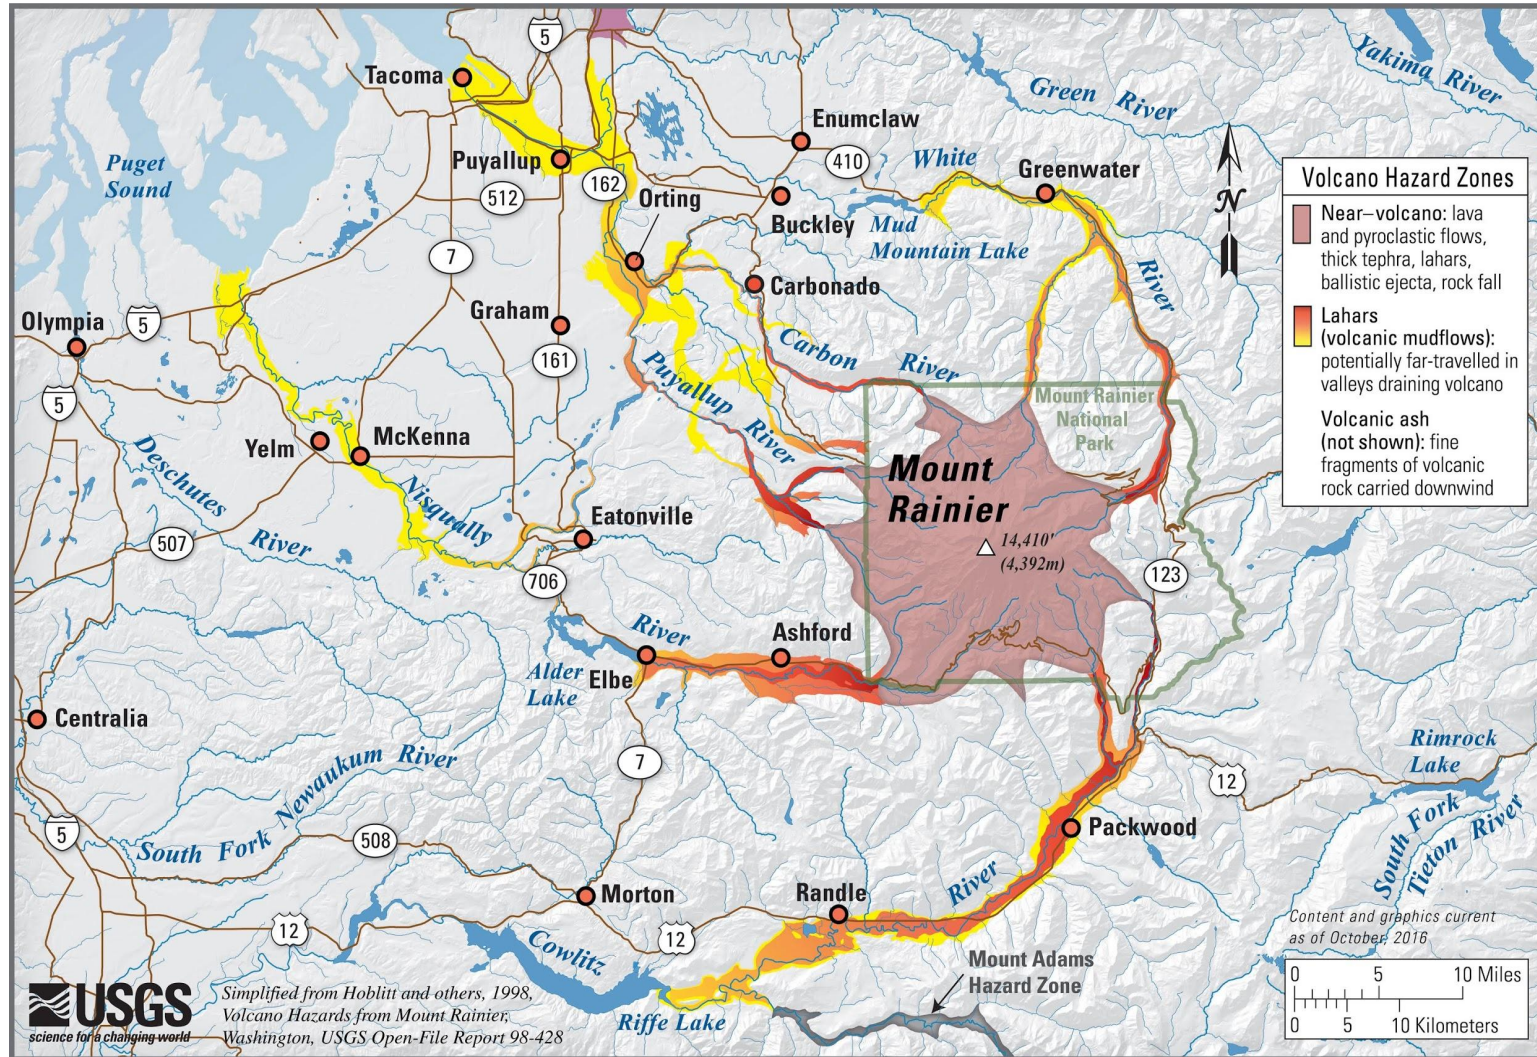 5
Tacoma
Puyallup
512
162
Orting
Puget
Sound
7
Enumclaw
410
White
Greenwater
Buckley
Mud
Mountain Lake
River
Green River
Yakima River
N
Volcano Hazard Zones
Near–volcano: lava
and pyroclastic flows,
thick tephra, lahars,
ballistic ejecta, rock fall
Lahars
(volcanic mudflows):
potentially far-travelled in
valleys draining volcano
Volcanic ash
(not shown): fine
fragments of volcanic
rock carried downwind
Carbonado
Graham
161
Olympia
5
5
Carbon River
Puyallup
River
Mount Rainier
National
Park
Yelm
McKenna
Deschutes
River
Nisqually
507
Eatonville
706
Mount
Rainier
14,410'
(4,392m)
123
River
Ashford
Elbe
Alder
Lake
Centralia
7
South Fork Newaukum River
5
508
Morton
12
12
Randle
River
Packwood
12
Rimrock
Lake
South Fork
Tieton River
Cowlitz
Riffe Lake
Mount Adams
Hazard Zone
Content and graphics current
as of October, 2016
0 5 10 Miles
0 5 10 Kilometers
USGS
science for a changing world
Simplified from Hoblitt and others, 1998,
Volcano Hazards from Mount Rainier,
Washington, USGS Open-File Report 98-428